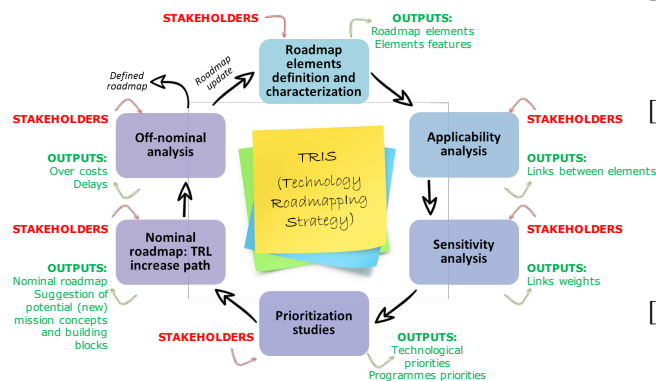 STAKEHOLDERS
OUTPUTS:
Roadmap elements
Elements features
Roadmap
elements
definition and
characterization
Defined
roadmap
Roadmap
update
STAKEHOLDERS
Off-nominal
analysis
OUTPUTS:
Over costs
Delays
Applicability
analysis
STAKEHOLDERS
OUTPUTS:
Links between elements
TRIS
(Technology
RoadmappIng
Strategy)
STAKEHOLDERS
Nominal
roadmap: TRL
increase path
OUTPUTS:
Nominal roadmap
Suggestion of
potential (new)
mission concepts
and building
blocks
Sensitivity
analysis
STAKEHOLDERS
OUTPUTS:
Links weights
Prioritization
studies
STAKEHOLDERS
OUTPUTS:
Technological
priorities
Programmes priorities
[
[